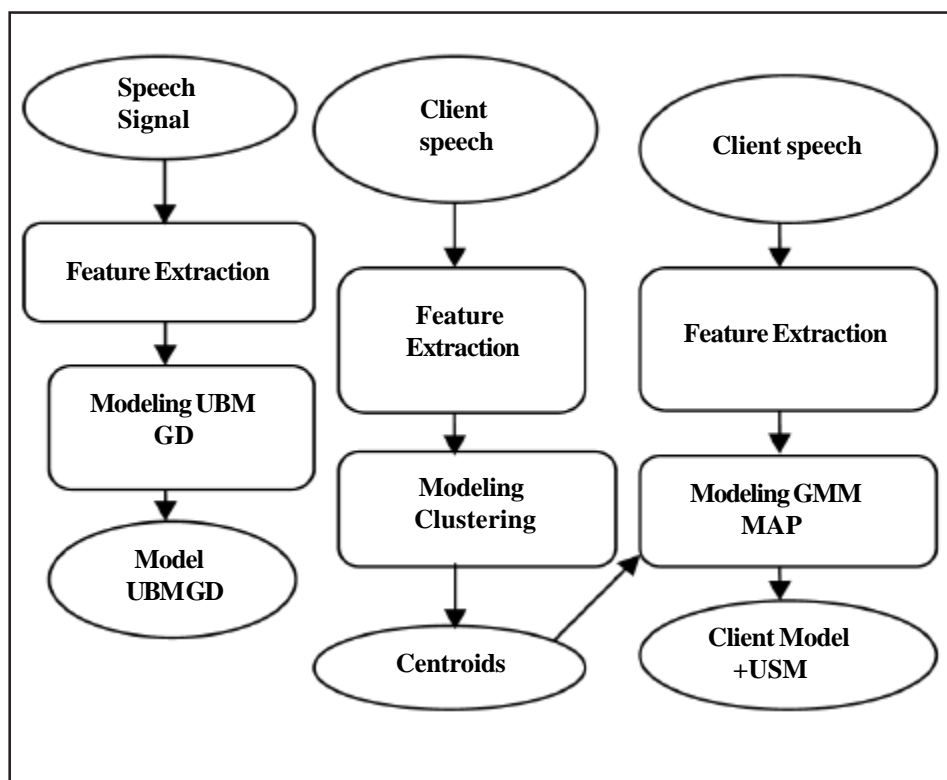 Speech
Signal
Feature Extraction
Modeling UBM
GD
Model
UBM GD
Client
speech
Feature
Extraction
Modeling
Clustering
Centroids
Client speech
Feature Extraction
Modeling GMM
MAP
Client Model
+USM